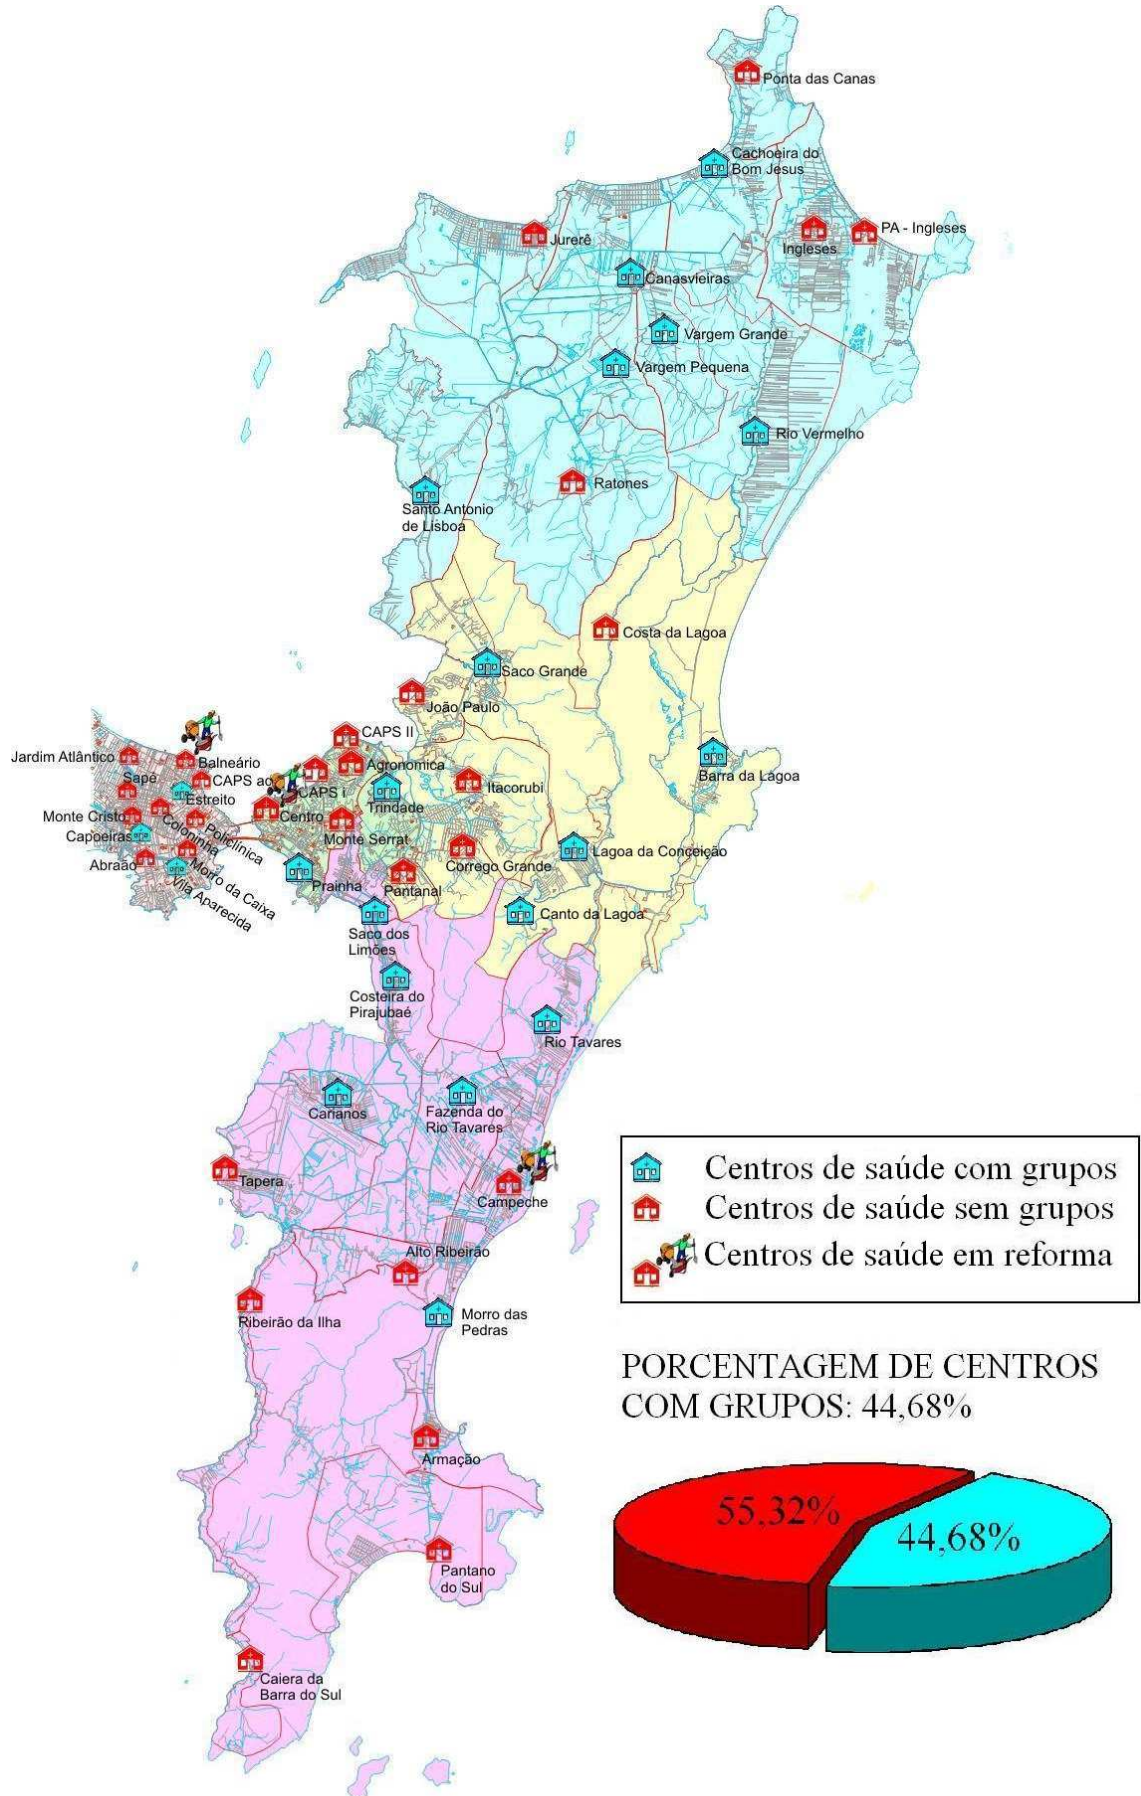 Ponta das Canas
Cachoeira do
Bom Jesus
PA - Ingleses
Ingleses
Jurerê
Canasvieiras
Vargem Grande
Vargem Pequena
Rio Vermelho
Ratones
Santo Antonio
de Lisboa
Costa da Lagoa
Saco Grande
João Paulo
CAPS II
Jardim Atlântico
Balneário
Agronomica
Barra da Lagoa
Sapé
CAPS ad
CAPS i
Itacorubi
Estreito
Trindade
Monte Cristo
Centro
Coloninha
Policlínica
Capoeiras
Monte Serrat
Lagoa da Conceição
Abraão
Corrego Grande
Morro da Caixa
Prainha
Pantanal
Vila Aparecida
Canto da Lagoa
Saco dos
Limões
Costeira do
Pirajubaé
Rio Tavares
Carianos
Fazenda do
Rio Tavares
Tapera
Campeche
Alto Ribeirão
Ribeirão da Ilha
Morro das
Pedras
Armação
Pantano
do Sul
Caiera da
Barra do Sul
Centros de saúde com grupos
Centros de saúde sem grupos
Centros de saúde em reforma
PORCENTAGEM DE CENTROS
COM GRUPOS: 44,68%
55,32%
44,68%